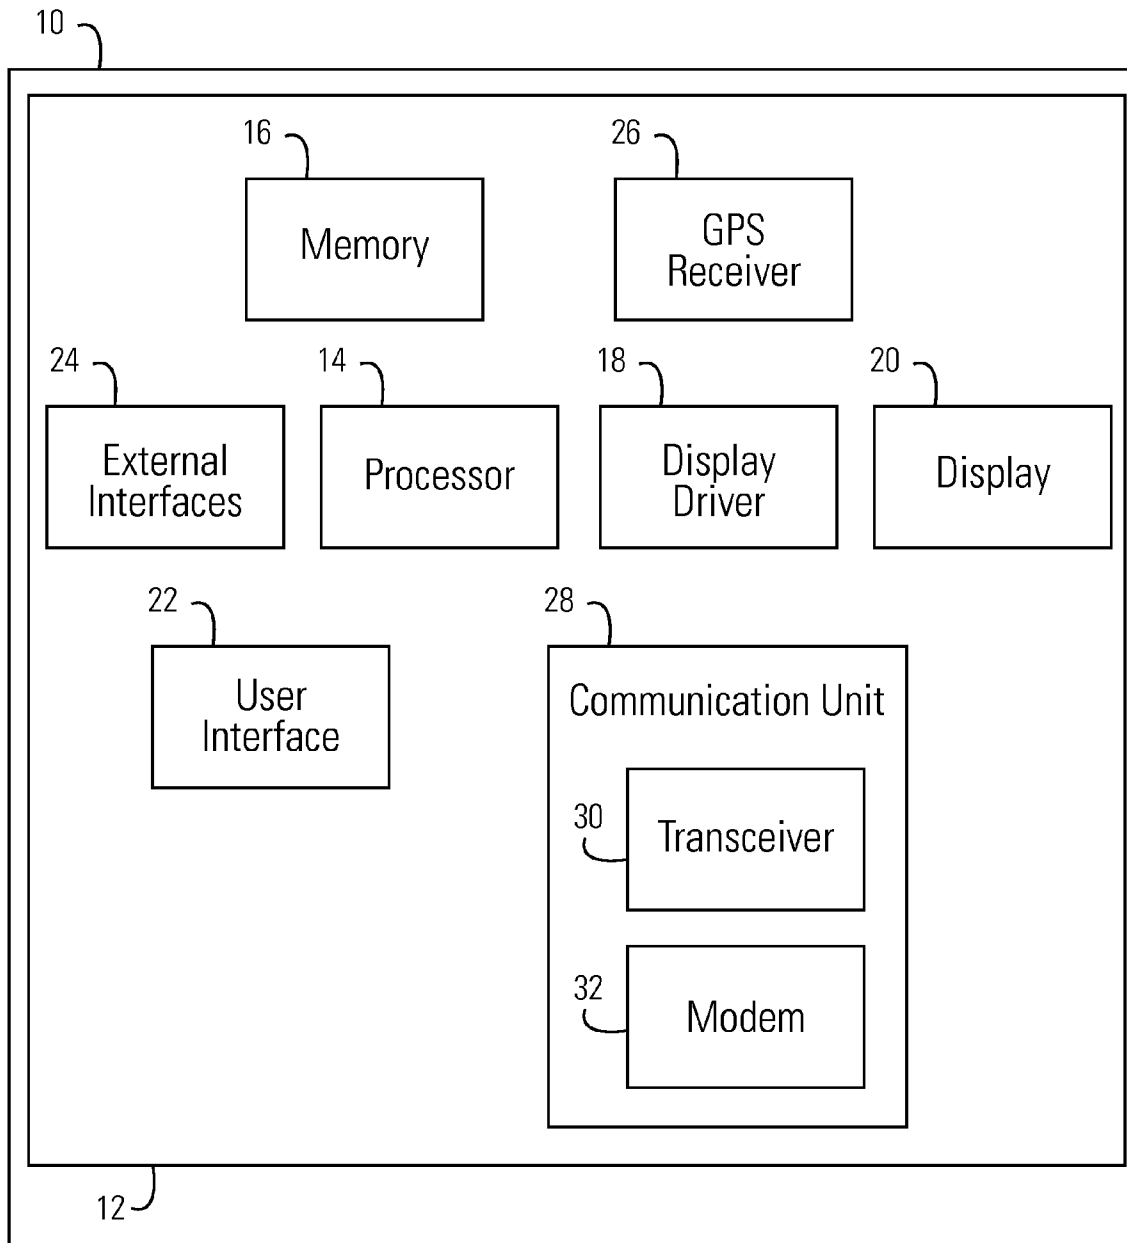 10
16
26
Memory
GPS
Receiver
24
14
18
20
External
Interfaces
Processor
Display
Driver
Display
22
28
User
Interface
Communication Unit
30
Transceiver
32
Modem
12